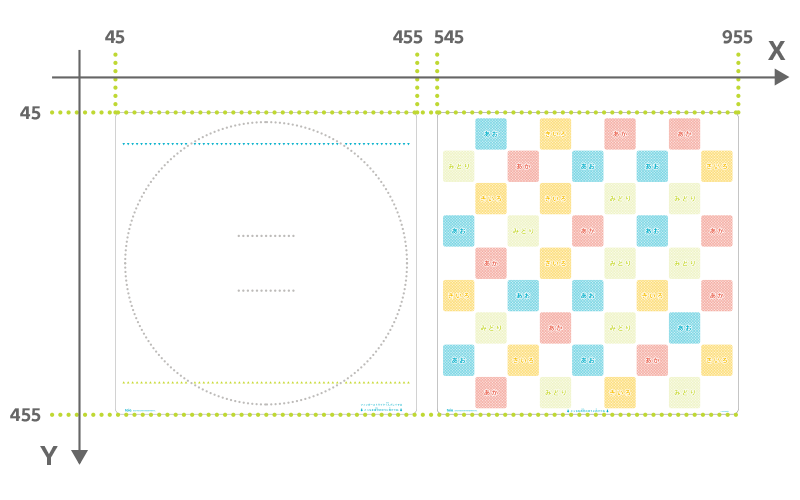 45 455 545 955
X
45
あお きいろ あか あか
みどり あか あお あお きいろ
きいろ きいろ みどり みどり
あお みどり あか あお あか
あか きいろ みどり みどり
きいろ あお あお きいろ あか
みどり あか みどり あお
あお きいろ あお あか きいろ
あか みどり きいろ みどり
455
Y